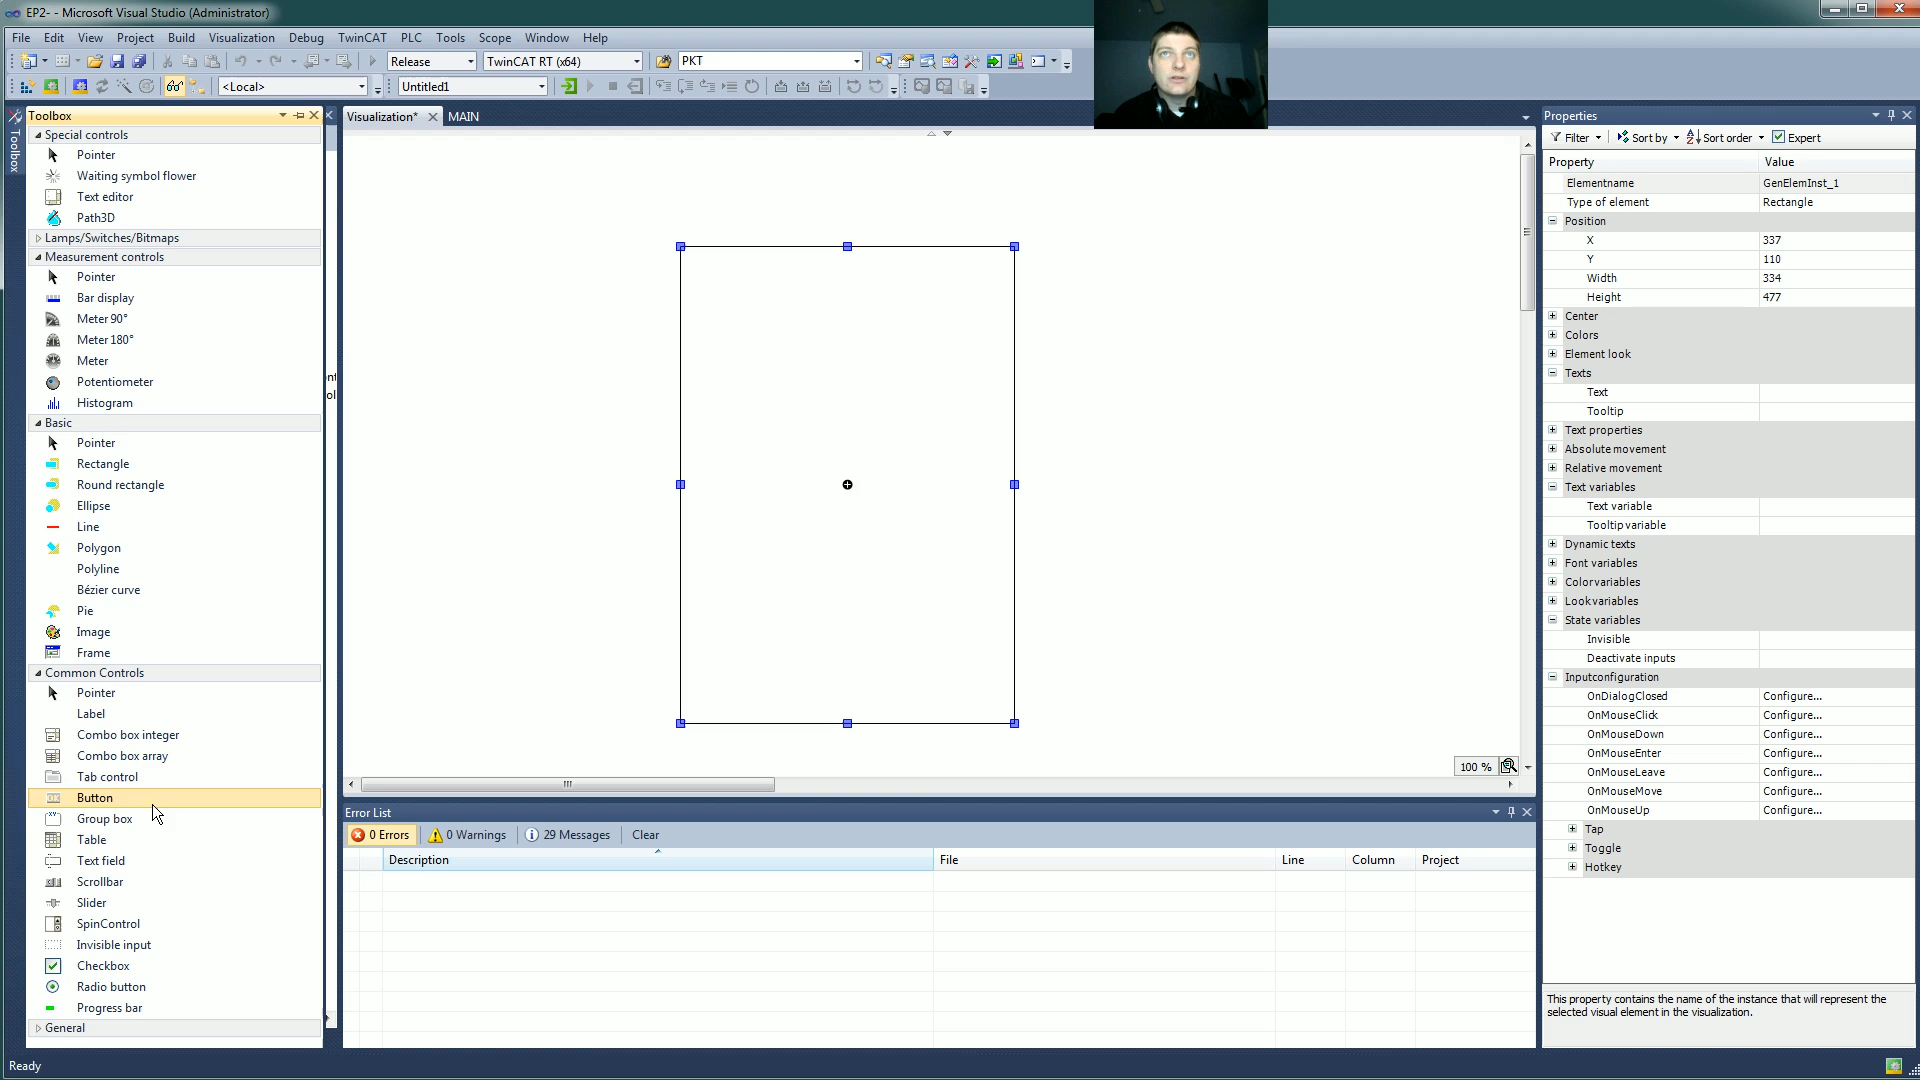 EP2- - Microsoft Visual Studio (Administrator)
File Edit View Project Build Visualization Debug TwinCAT PLC Tools Scope Window Help
Release TwinCAT RT (x64) PKT
<Local> Untitled1
Toolbox
Toolbox
Special controls
Pointer
Waiting symbol flower
Text editor
Path3D
Lamps/Switches/Bitmaps
Measurement controls
Pointer
Bar display
Meter 90°
Meter 180°
Meter
Potentiometer
Histogram
Basic
Pointer
Rectangle
Round rectangle
Ellipse
Line
Polygon
Polyline
Bézier curve
Pie
Image
Frame
Common Controls
Pointer
Label
Combo box integer
Combo box array
Tab control
Button
Group box
Table
Text field
Scrollbar
Slider
SpinControl
Invisible input
Checkbox
Radio button
Progress bar
General
Visualization* MAIN
100 %
Error List
0 Errors 0 Warnings 29 Messages Clear
Description File Line Column Project
Properties
Filter Sort by Sort order Expert
Property Value
Elementname GenElemInst_1
Type of element Rectangle
Position
X 337
Y 110
Width 334
Height 477
Center
Colors
Element look
Texts
Text
Tooltip
Text properties
Absolute movement
Relative movement
Text variables
Text variable
Tooltip variable
Dynamic texts
Font variables
Color variables
Look variables
State variables
Invisible
Deactivate inputs
Inputconfiguration
OnDialogClosed Configure...
OnMouseClick Configure...
OnMouseDown Configure...
OnMouseEnter Configure...
OnMouseLeave Configure...
OnMouseMove Configure...
OnMouseUp Configure...
Tap
Toggle
Hotkey
This property contains the name of the instance that will represent the
selected visual element in the visualization.
Ready